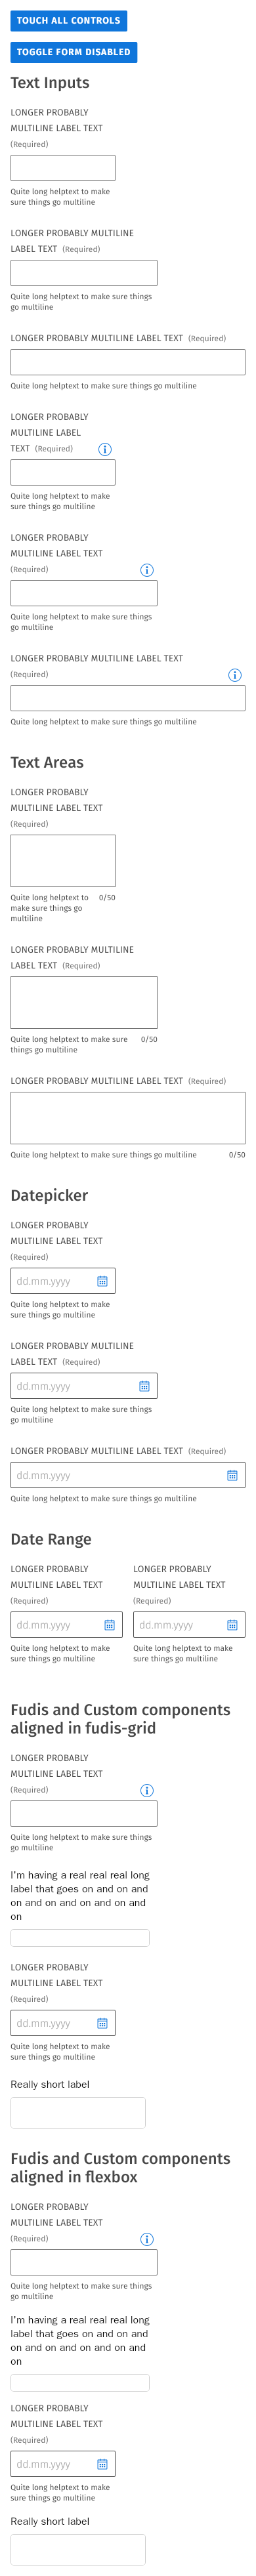 TOUCH ALL CONTROLS
TOGGLE FORM DISABLED
Text Inputs
LONGER PROBABLY
MULTILINE LABEL TEXT
(Required)
Quite long helptext to make
sure things go multiline
LONGER PROBABLY MULTILINE
LABEL TEXT (Required)
Quite long helptext to make sure things
go multiline
LONGER PROBABLY MULTILINE LABEL TEXT (Required)
Quite long helptext to make sure things go multiline
LONGER PROBABLY
MULTILINE LABEL
TEXT (Required)
Quite long helptext to make
sure things go multiline
LONGER PROBABLY
MULTILINE LABEL TEXT
(Required)
Quite long helptext to make sure things
go multiline
LONGER PROBABLY MULTILINE LABEL TEXT
(Required)
Quite long helptext to make sure things go multiline
Text Areas
LONGER PROBABLY
MULTILINE LABEL TEXT
(Required)
Quite long helptext to 0/50
make sure things go
multiline
LONGER PROBABLY MULTILINE
LABEL TEXT (Required)
Quite long helptext to make sure 0/50
things go multiline
LONGER PROBABLY MULTILINE LABEL TEXT (Required)
Quite long helptext to make sure things go multiline 0/50
Datepicker
LONGER PROBABLY
MULTILINE LABEL TEXT
(Required)
dd.mm.yyyy
Quite long helptext to make
sure things go multiline
LONGER PROBABLY MULTILINE
LABEL TEXT (Required)
dd.mm.yyyy
Quite long helptext to make sure things
go multiline
LONGER PROBABLY MULTILINE LABEL TEXT (Required)
dd.mm.yyyy
Quite long helptext to make sure things go multiline
Date Range
LONGER PROBABLY
MULTILINE LABEL TEXT
(Required)
dd.mm.yyyy
Quite long helptext to make
sure things go multiline
LONGER PROBABLY
MULTILINE LABEL TEXT
(Required)
dd.mm.yyyy
Quite long helptext to make
sure things go multiline
Fudis and Custom components
aligned in fudis-grid
LONGER PROBABLY
MULTILINE LABEL TEXT
(Required)
Quite long helptext to make sure things
go multiline
I'm having a real real real long
label that goes on and on and
on and on and on and on and
on
LONGER PROBABLY
MULTILINE LABEL TEXT
(Required)
dd.mm.yyyy
Quite long helptext to make
sure things go multiline
Really short label
Fudis and Custom components
aligned in flexbox
LONGER PROBABLY
MULTILINE LABEL TEXT
(Required)
Quite long helptext to make sure things
go multiline
I'm having a real real real long
label that goes on and on and
on and on and on and on and
on
LONGER PROBABLY
MULTILINE LABEL TEXT
(Required)
dd.mm.yyyy
Quite long helptext to make
sure things go multiline
Really short label